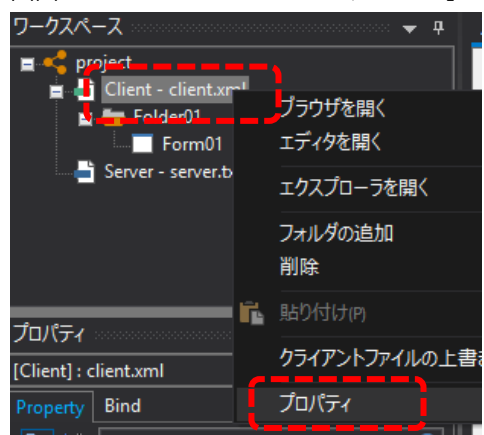 ワークスペース
project
Client - client.xml
Folder01
Form01
Server - server.tx
ブラウザを開く
エディタを開く
エクスプローラを開く
フォルダの追加
削除
貼り付け(P)
クライアントファイルの上書き
プロパティ
プロパティ
[Client] : client.xml
Property
Bind